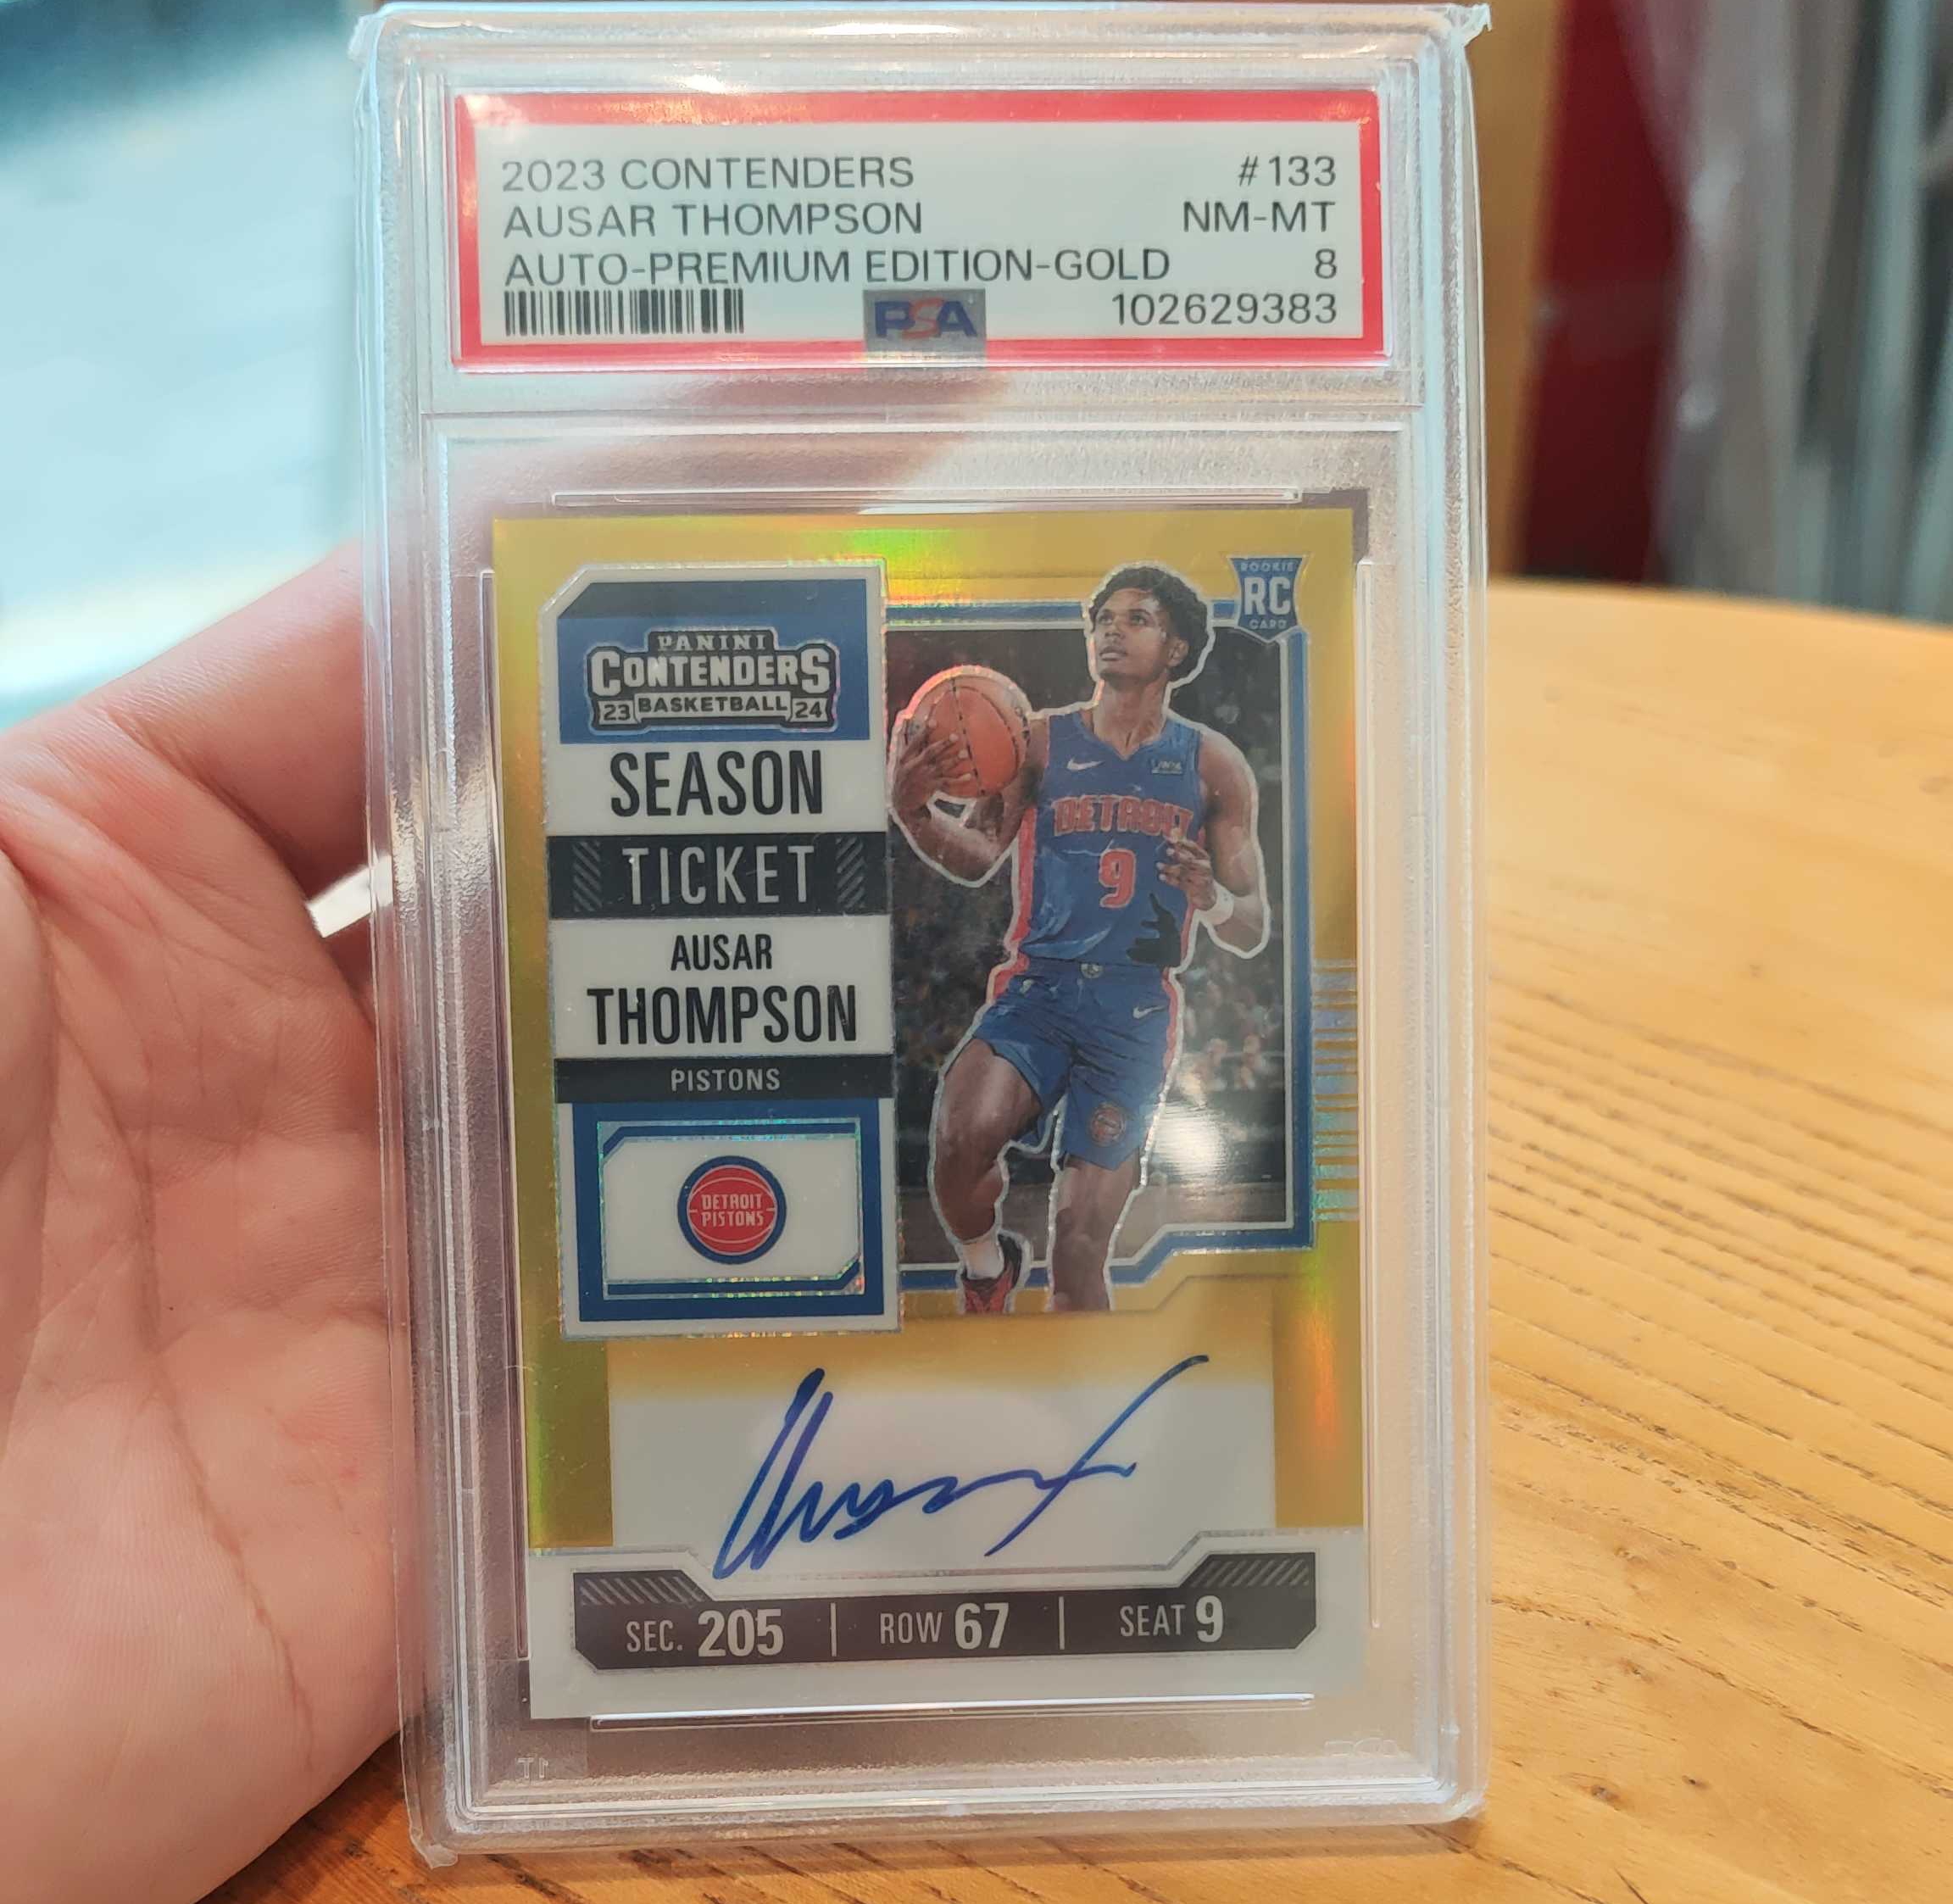 2023 CONTENDERS #133
AUSAR THOMPSON NM-MT
AUTO-PREMIUM EDITION-GOLD 8
PSA 102629383
ROOKIE
RC
CARD
PANINI
CONTENDERS
23 BASKETBALL 24
SEASON
TICKET
AUSAR
THOMPSON
PISTONS
DETROIT
PISTONS
DETROIT
9
SEC. 205 | ROW 67 | SEAT 9